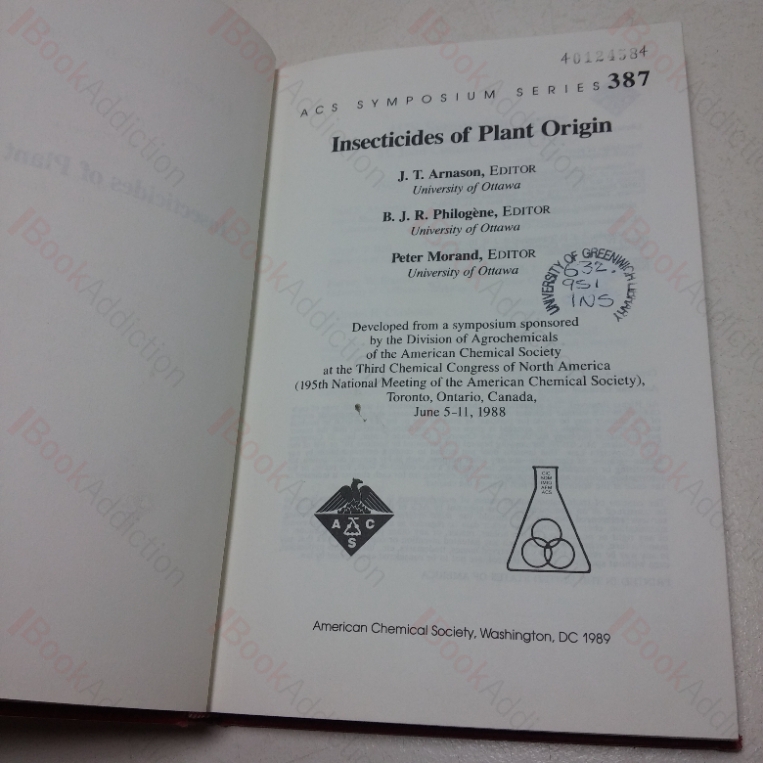 40124584
ACS SYMPOSIUM SERIES 387
Insecticides of Plant Origin
J. T. Arnason, EDITOR
University of Ottawa
B. J. R. Philogène, EDITOR
University of Ottawa
Peter Morand, EDITOR
University of Ottawa
UNIVERSITY OF GREENWICH LIBRARY
632.
951
INS
Developed from a symposium sponsored
by the Division of Agrochemicals
of the American Chemical Society
at the Third Chemical Congress of North America
(195th National Meeting of the American Chemical Society),
Toronto, Ontario, Canada,
June 5-11, 1988
A C
S
American Chemical Society, Washington, DC 1989
BookAddiction